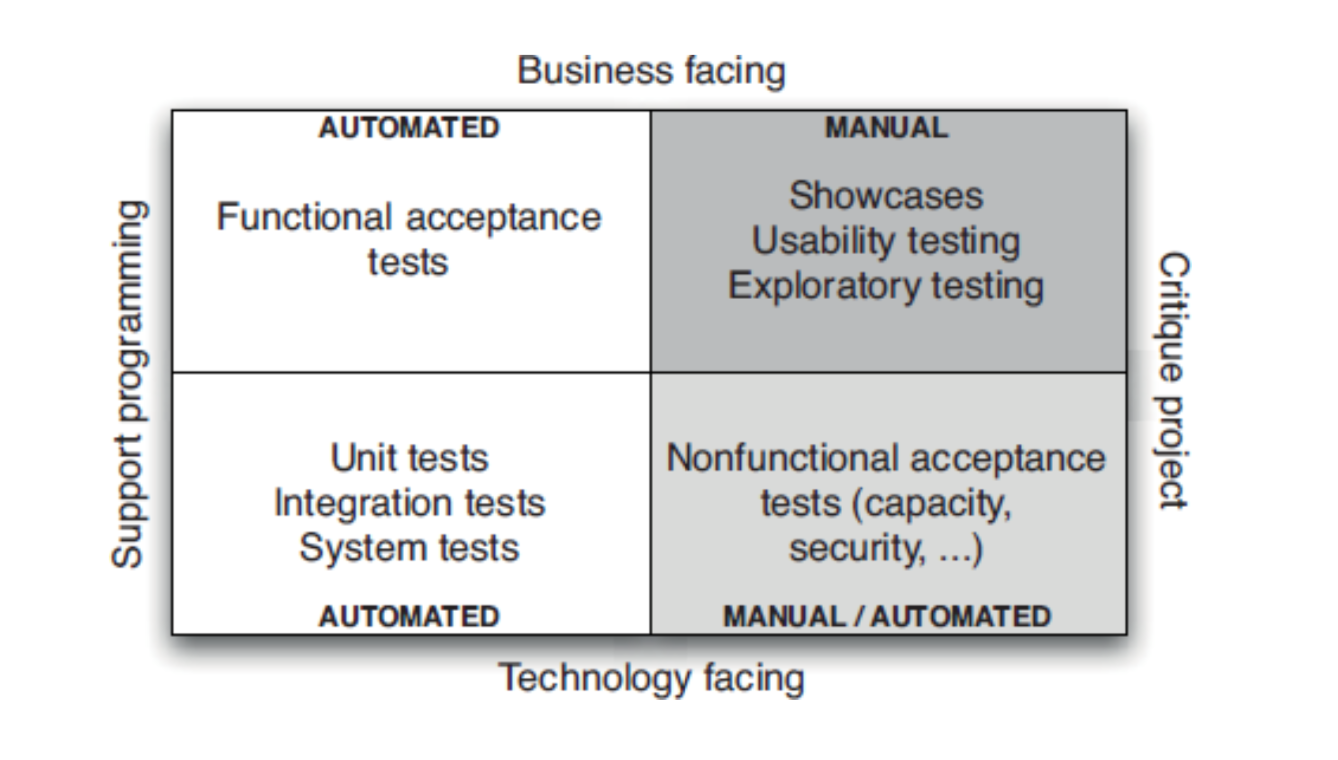 Business facing
AUTOMATED
Functional acceptance
tests
MANUAL
Showcases
Usability testing
Exploratory testing
Support programming
Critique project
Unit tests
Integration tests
System tests
AUTOMATED
Nonfunctional acceptance
tests (capacity,
security, ...)
MANUAL / AUTOMATED
Technology facing